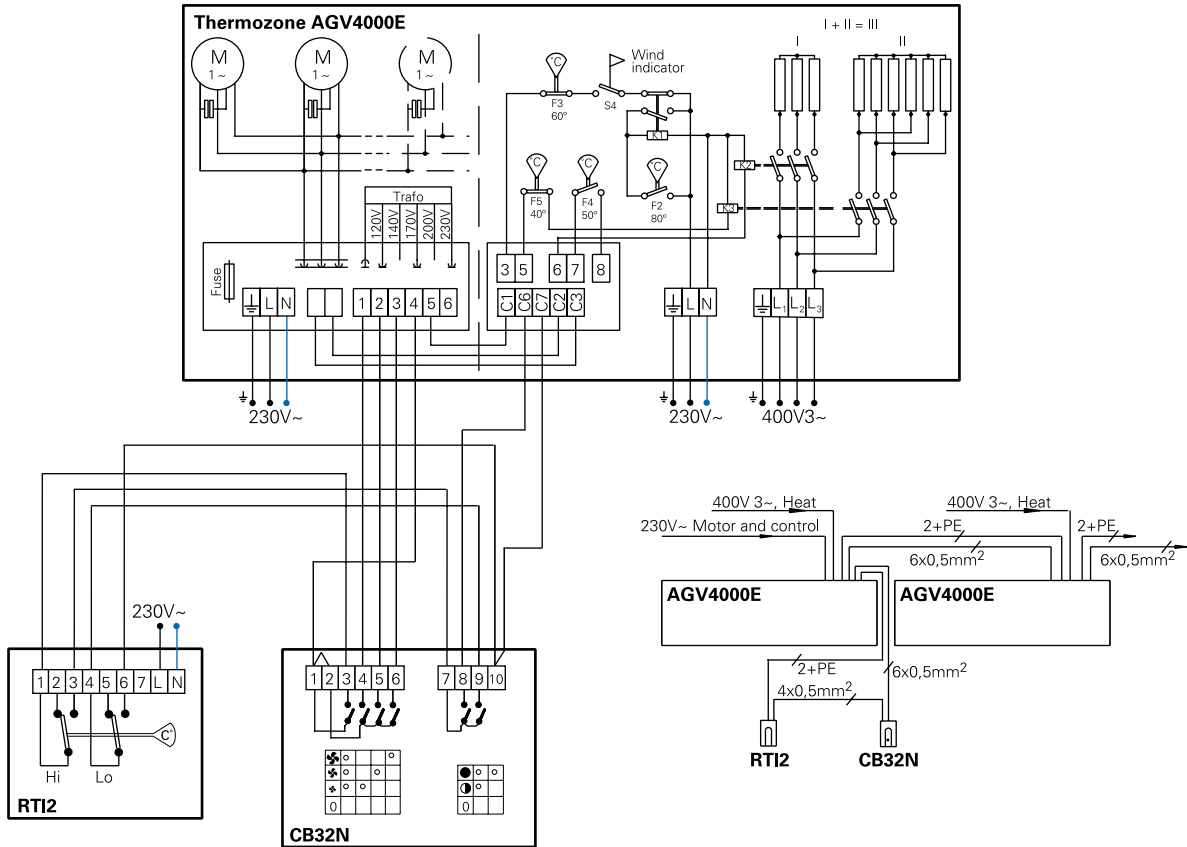 Thermozone AGV4000E
I + II = III
I II
M 1~
M 1~
M 1~
°C
Wind indicator
F3 60°
S4
K1
°C
°C
°C
K2
F5 40°
F4 50°
F2 80°
K3
Trafo
120V 140V 170V 200V 230V
Fuse
3 5 6 7 8
L N
1 2 3 4 5 6
C1 C6 C7 C2 C3
L N
L1 L2 L3
230V~
230V~
400V3~
400V 3~, Heat
400V 3~, Heat
230V~ Motor and control
2+PE
2+PE
6x0,5mm²
6x0,5mm²
AGV4000E
AGV4000E
230V~
2+PE
6x0,5mm²
4x0,5mm²
1 2 3 4 5 6 7 L N
1 2 3 4 5 6
7 8 9 10
C°
Hi Lo
RTI2
0
0
CB32N
RTI2
CB32N